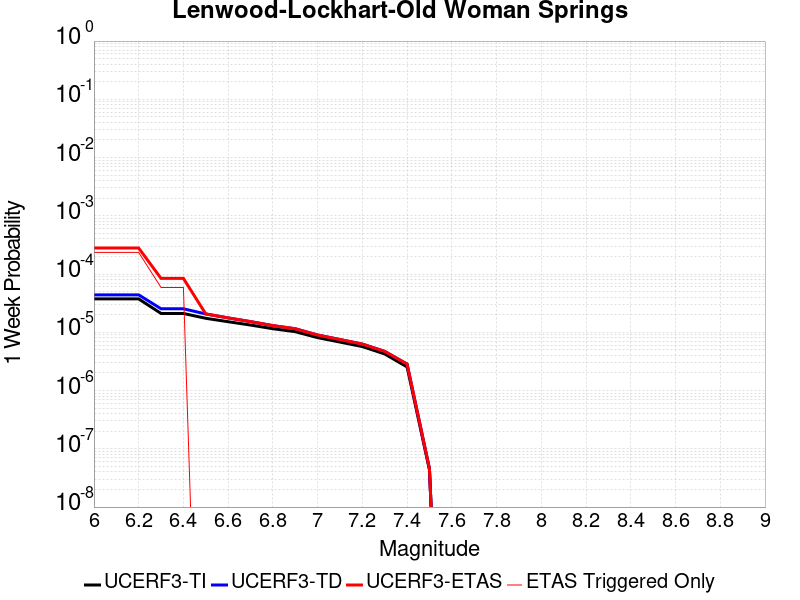 Lenwood-Lockhart-Old Woman Springs
10^0
10^-1
10^-2
10^-3
10^-4
10^-5
10^-6
10^-7
10^-8
1 Week Probability
6 6.2 6.4 6.6 6.8 7 7.2 7.4 7.6 7.8 8 8.2 8.4 8.6 8.8 9
Magnitude
UCERF3-TI UCERF3-TD UCERF3-ETAS ETAS Triggered Only